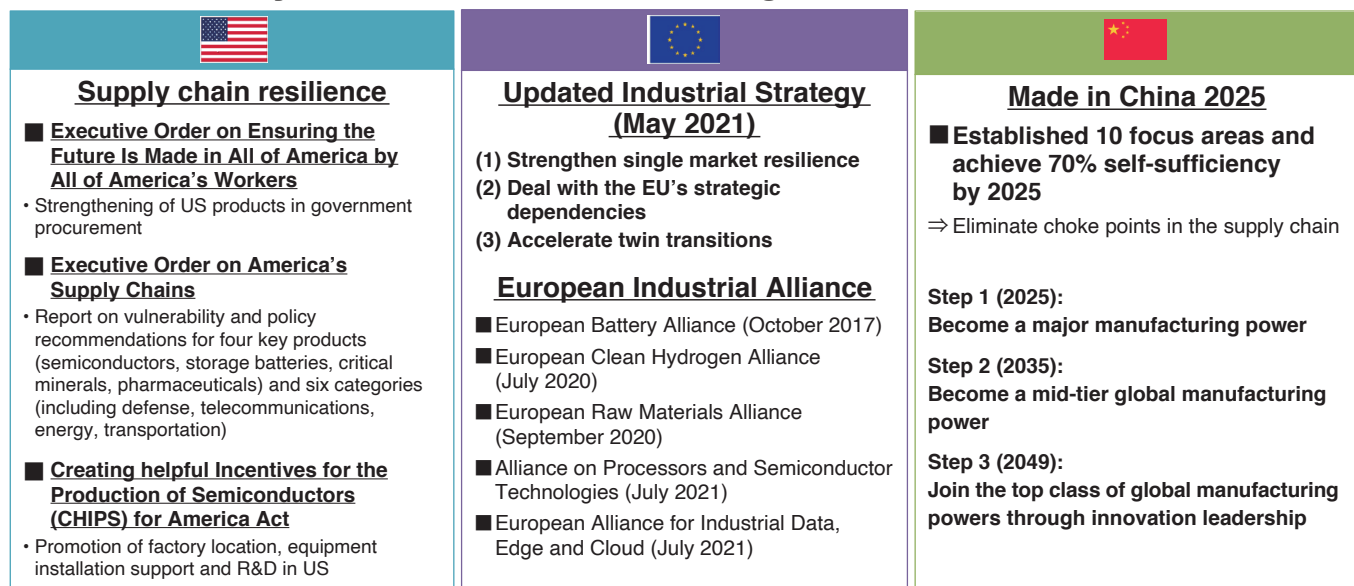 Supply chain resilience
■ Executive Order on Ensuring the
Future Is Made in All of America by
All of America's Workers
• Strengthening of US products in government
procurement
■ Executive Order on America's
Supply Chains
• Report on vulnerability and policy
recommendations for four key products
(semiconductors, storage batteries, critical
minerals, pharmaceuticals) and six categories
(including defense, telecommunications,
energy, transportation)
■ Creating helpful Incentives for the
Production of Semiconductors
(CHIPS) for America Act
• Promotion of factory location, equipment
installation support and R&D in US
Updated Industrial Strategy
(May 2021)
(1) Strengthen single market resilience
(2) Deal with the EU's strategic
dependencies
(3) Accelerate twin transitions
European Industrial Alliance
■ European Battery Alliance (October 2017)
■ European Clean Hydrogen Alliance
(July 2020)
■ European Raw Materials Alliance
(September 2020)
■ Alliance on Processors and Semiconductor
Technologies (July 2021)
■ European Alliance for Industrial Data,
Edge and Cloud (July 2021)
Made in China 2025
■ Established 10 focus areas and
achieve 70% self-sufficiency
by 2025
⇒ Eliminate choke points in the supply chain
Step 1 (2025):
Become a major manufacturing power
Step 2 (2035):
Become a mid-tier global manufacturing
power
Step 3 (2049):
Join the top class of global manufacturing
powers through innovation leadership